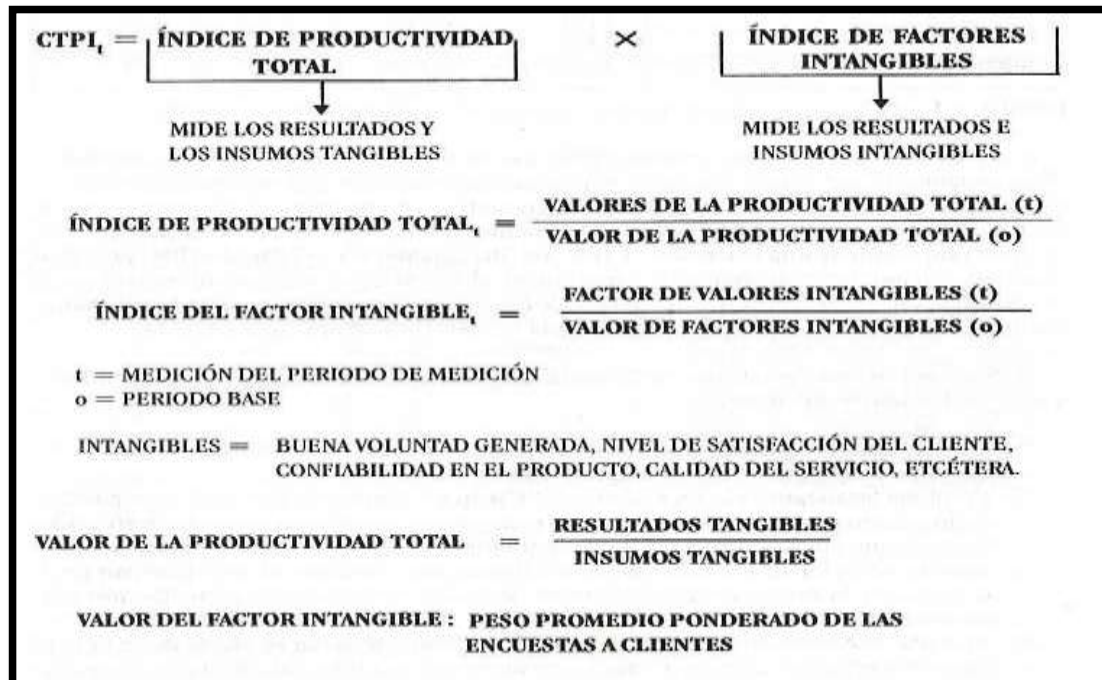 CTPIt = ÍNDICE DE PRODUCTIVIDAD TOTAL × ÍNDICE DE FACTORES INTANGIBLES
MIDE LOS RESULTADOS Y
LOS INSUMOS TANGIBLES
MIDE LOS RESULTADOS E
INSUMOS INTANGIBLES
ÍNDICE DE PRODUCTIVIDAD TOTALt = VALORES DE LA PRODUCTIVIDAD TOTAL (t)
VALOR DE LA PRODUCTIVIDAD TOTAL (o)
ÍNDICE DEL FACTOR INTANGIBLEt = FACTOR DE VALORES INTANGIBLES (t)
VALOR DE FACTORES INTANGIBLES (o)
t = MEDICIÓN DEL PERIODO DE MEDICIÓN
o = PERIODO BASE
INTANGIBLES = BUENA VOLUNTAD GENERADA, NIVEL DE SATISFACCIÓN DEL CLIENTE,
CONFIABILIDAD EN EL PRODUCTO, CALIDAD DEL SERVICIO, ETCÉTERA.
VALOR DE LA PRODUCTIVIDAD TOTAL = RESULTADOS TANGIBLES
INSUMOS TANGIBLES
VALOR DEL FACTOR INTANGIBLE : PESO PROMEDIO PONDERADO DE LAS
ENCUESTAS A CLIENTES